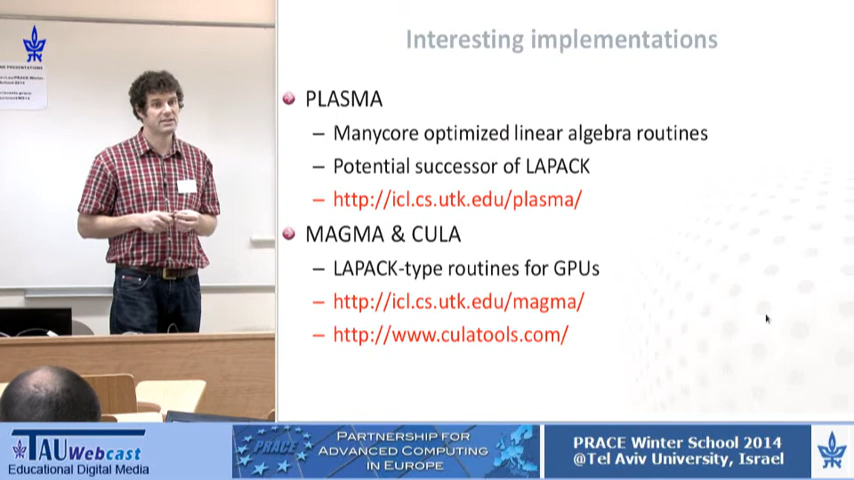 Interesting implementations
PLASMA
– Manycore optimized linear algebra routines
– Potential successor of LAPACK
– http://icl.cs.utk.edu/plasma/
MAGMA & CULA
– LAPACK-type routines for GPUs
– http://icl.cs.utk.edu/magma/
– http://www.culatools.com/
TAU Webcast
Educational Digital Media
PRACE
PARTNERSHIP FOR
ADVANCED COMPUTING
IN EUROPE
PRACE Winter School 2014
@Tel Aviv University, Israel